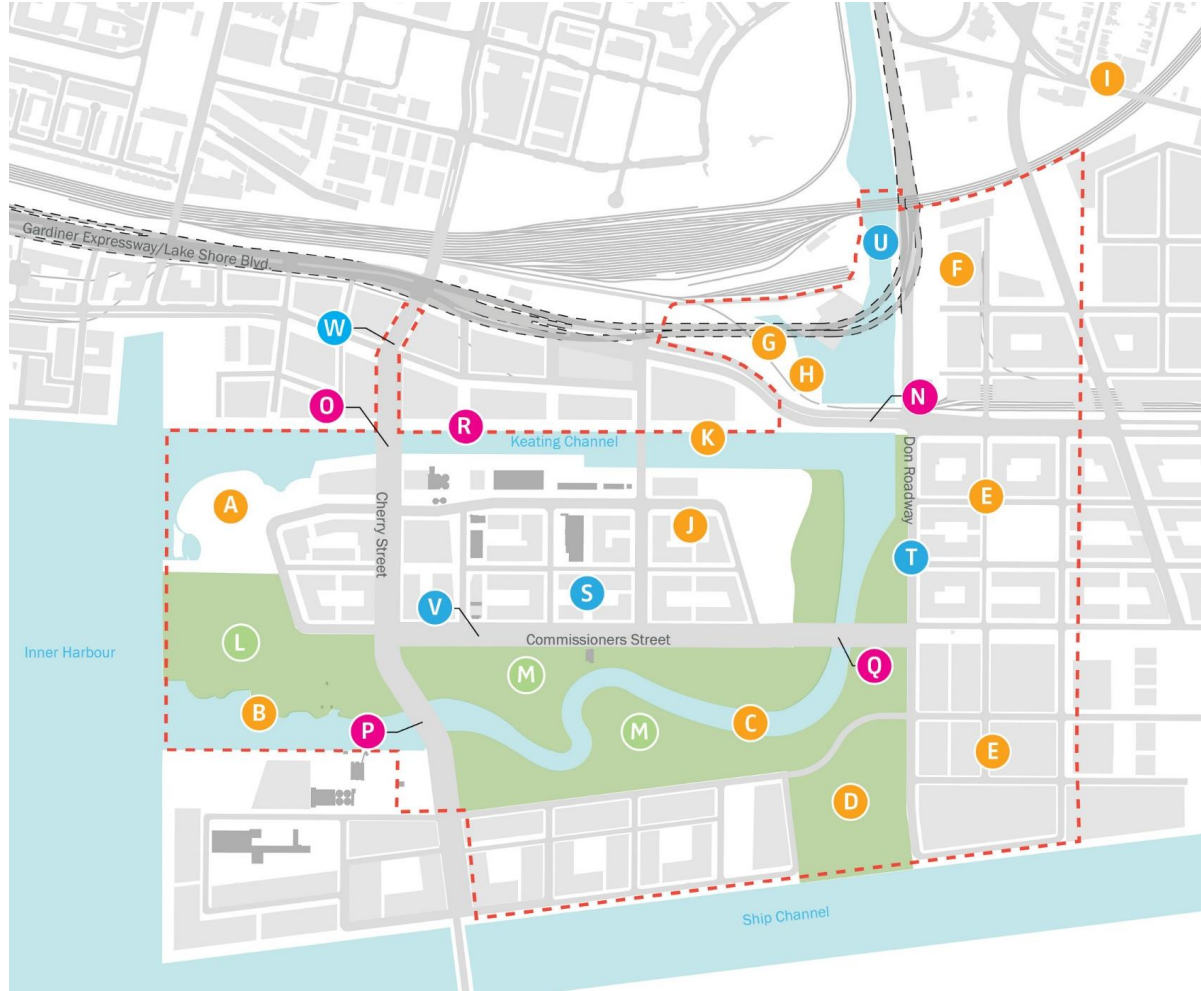 I
U
F
Gardiner Expressway/Lake Shore Blvd.
W
G
H
O
N
R
K
Keating Channel
Don Roadway
A
Cherry Street
E
J
T
S
V
Commissioners Street
Inner Harbour
L
M
Q
B
P
M
C
E
D
Ship Channel